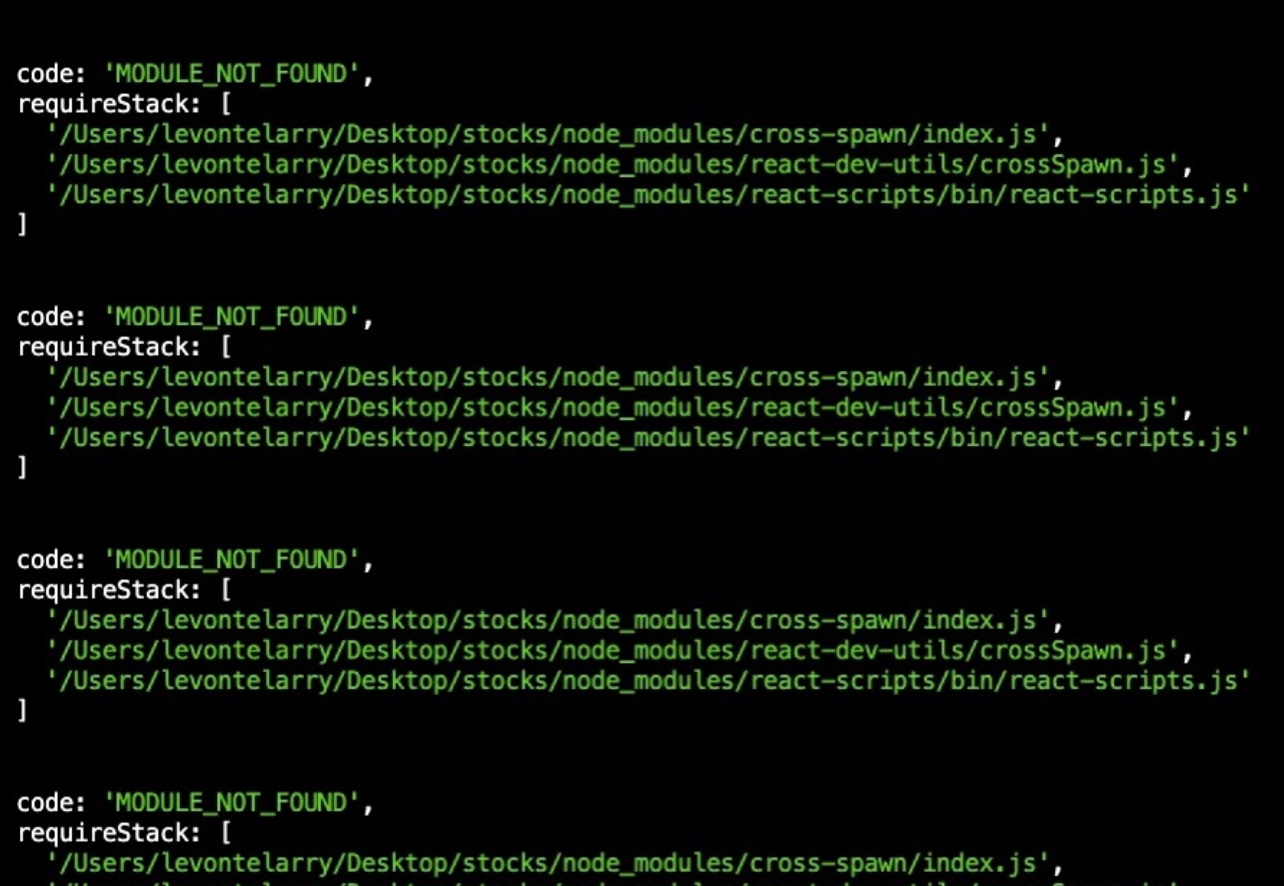 code: 'MODULE_NOT_FOUND',
requireStack: [
'/Users/levontelarry/Desktop/stocks/node_modules/cross-spawn/index.js',
'/Users/levontelarry/Desktop/stocks/node_modules/react-dev-utils/crossSpawn.js',
'/Users/levontelarry/Desktop/stocks/node_modules/react-scripts/bin/react-scripts.js'
]
code: 'MODULE_NOT_FOUND',
requireStack: [
'/Users/levontelarry/Desktop/stocks/node_modules/cross-spawn/index.js',
'/Users/levontelarry/Desktop/stocks/node_modules/react-dev-utils/crossSpawn.js',
'/Users/levontelarry/Desktop/stocks/node_modules/react-scripts/bin/react-scripts.js'
]
code: 'MODULE_NOT_FOUND',
requireStack: [
'/Users/levontelarry/Desktop/stocks/node_modules/cross-spawn/index.js',
'/Users/levontelarry/Desktop/stocks/node_modules/react-dev-utils/crossSpawn.js',
'/Users/levontelarry/Desktop/stocks/node_modules/react-scripts/bin/react-scripts.js'
]
code: 'MODULE_NOT_FOUND',
requireStack: [
'/Users/levontelarry/Desktop/stocks/node_modules/cross-spawn/index.js',